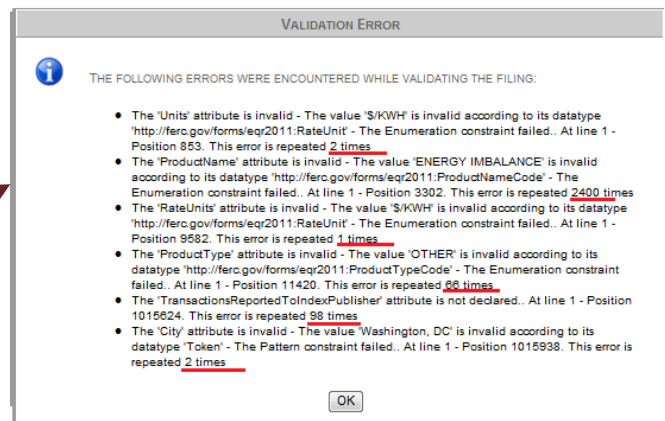 VALIDATION ERROR
THE FOLLOWING ERRORS WERE ENCOUNTERED WHILE VALIDATING THE FILING:
● The 'Units' attribute is invalid - The value '$/KWH' is invalid according to its datatype
'http://ferc.gov/forms/eqr2011:RateUnit' - The Enumeration constraint failed.. At line 1 -
Position 853. This error is repeated 2 times
● The 'ProductName' attribute is invalid - The value 'ENERGY IMBALANCE' is invalid
according to its datatype 'http://ferc.gov/forms/eqr2011:ProductNameCode' - The
Enumeration constraint failed.. At line 1 - Position 3302. This error is repeated 2400 times
● The 'RateUnits' attribute is invalid - The value '$/KWH' is invalid according to its datatype
'http://ferc.gov/forms/eqr2011:RateUnit' - The Enumeration constraint failed.. At line 1 -
Position 9582. This error is repeated 1 times
● The 'ProductType' attribute is invalid - The value 'OTHER' is invalid according to its
datatype 'http://ferc.gov/forms/eqr2011:ProductTypeCode' - The Enumeration constraint
failed.. At line 1 - Position 11420. This error is repeated 66 times
● The 'TransactionsReportedToIndexPublisher' attribute is not declared.. At line 1 - Position
1015624. This error is repeated 98 times
● The 'City' attribute is invalid - The value 'Washington, DC' is invalid according to its
datatype 'Token' - The Pattern constraint failed.. At line 1 - Position 1015938. This error is
repeated 2 times
OK